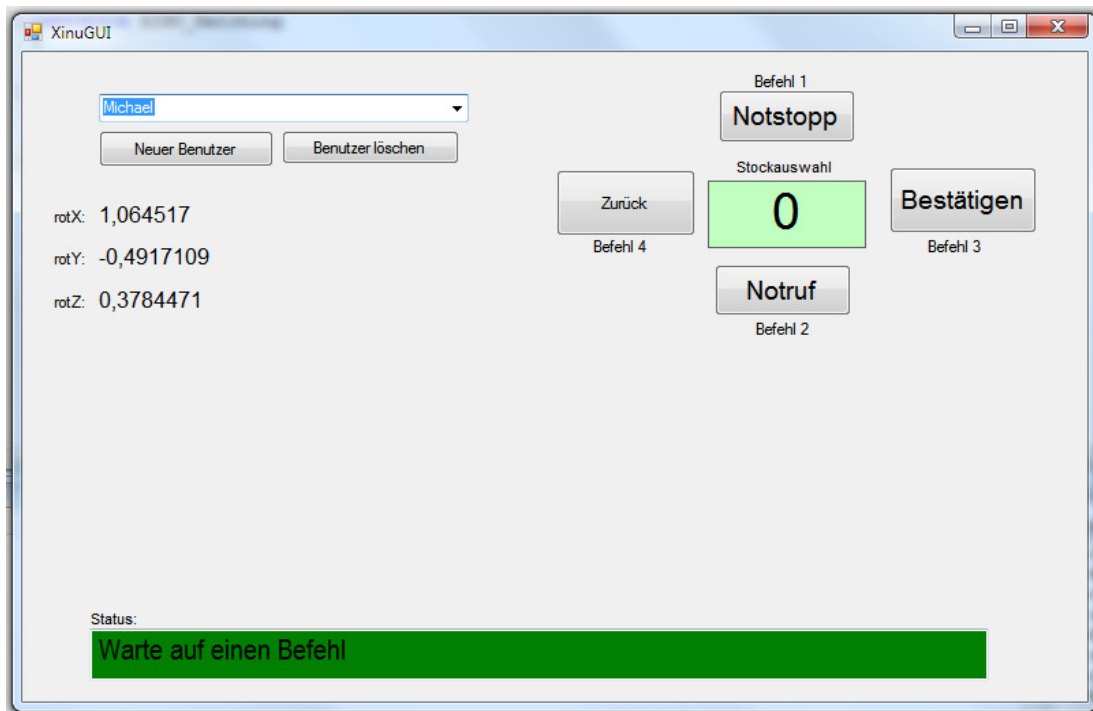 XinuGUI
Michael
Neuer Benutzer
Benutzer löschen
rotX: 1,064517
rotY: -0,4917109
rotZ: 0,3784471
Befehl 1
Notstopp
Stockauswahl
Zurück
0
Bestätigen
Befehl 4
Befehl 3
Notruf
Befehl 2
Status:
Warte auf einen Befehl